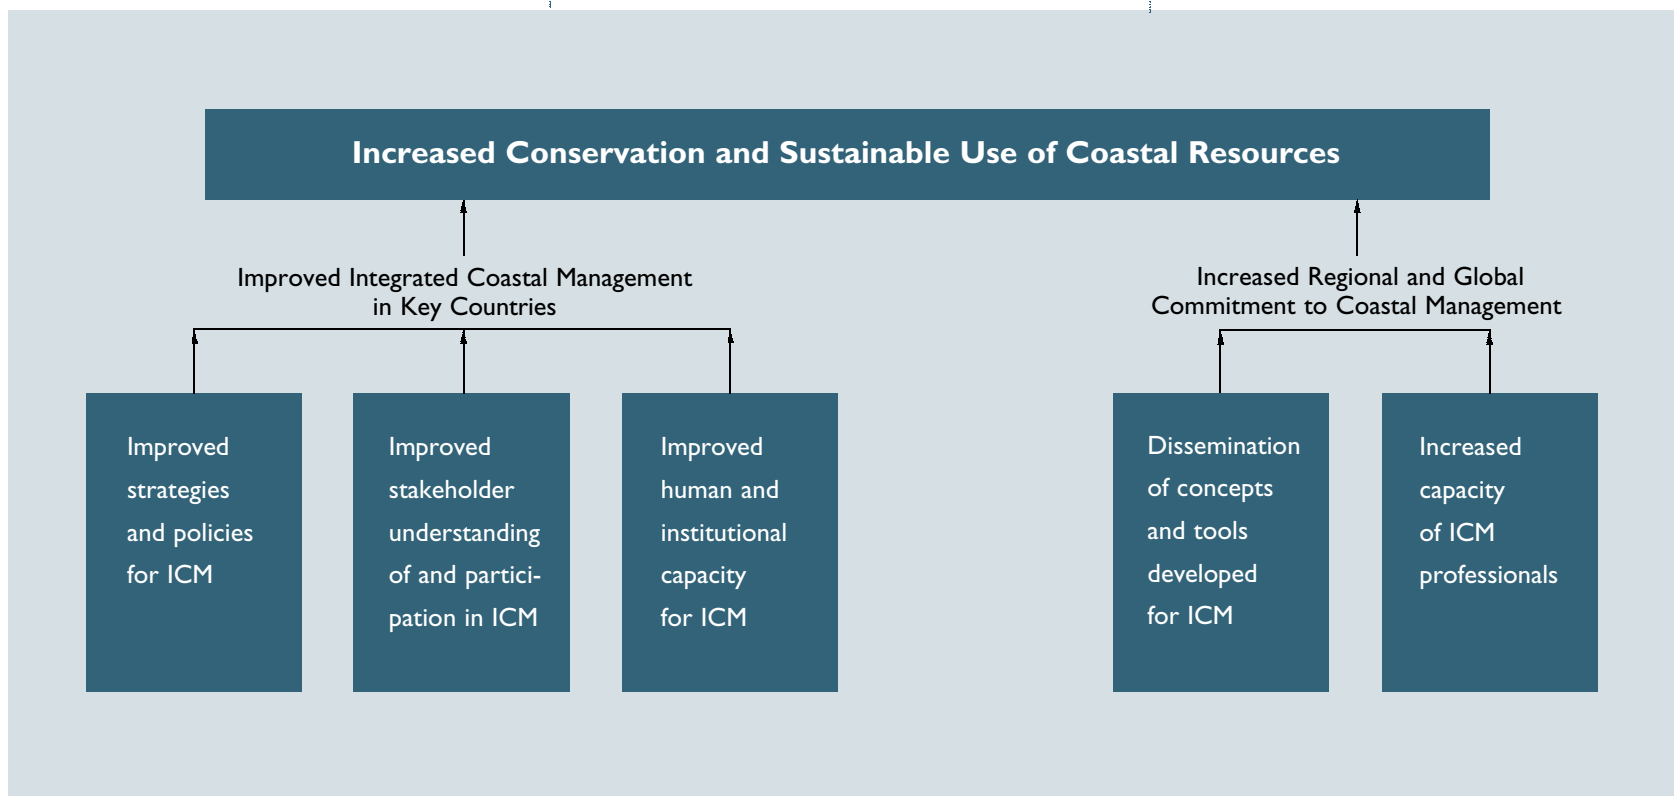 Increased Conservation and Sustainable Use of Coastal Resources
Improved Integrated Coastal Management
in Key Countries
Increased Regional and Global
Commitment to Coastal Management
Improved
strategies
and policies
for ICM
Improved
stakeholder
understanding
of and partici-
pation in ICM
Improved
human and
institutional
capacity
for ICM
Dissemination
of concepts
and tools
developed
for ICM
Increased
capacity
of ICM
professionals